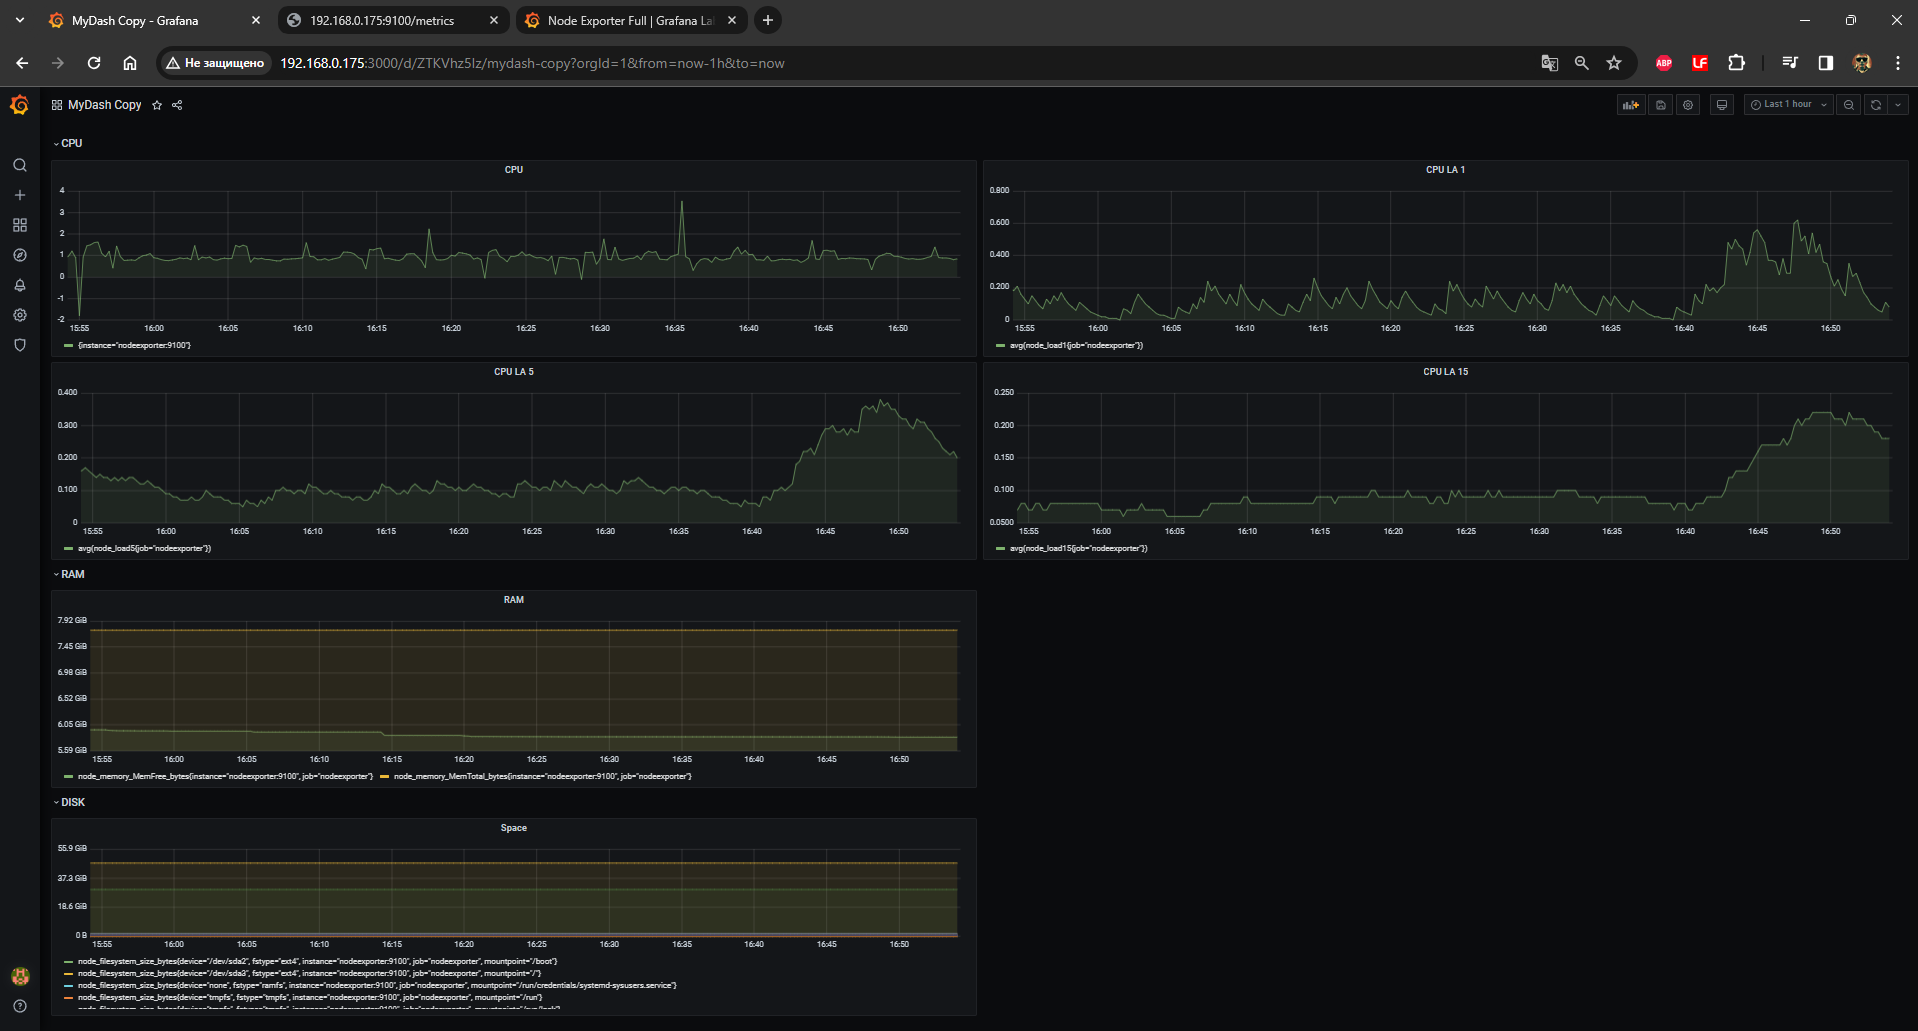 MyDash Copy - Grafana
192.168.0.175:9100/metrics
Node Exporter Full | Grafana La
Не защищено
192.168.0.175:3000/d/ZTKVhz5Iz/mydash-copy?orgId=1&from=now-1h&to=now
ABP
LF
MyDash Copy
Last 1 hour
CPU
CPU
4
3
2
1
0
-1
-2
15:55 16:00 16:05 16:10 16:15 16:20 16:25 16:30 16:35 16:40 16:45 16:50
{instance="nodeexporter:9100"}
CPU LA 1
0.800
0.600
0.400
0.200
0
15:55 16:00 16:05 16:10 16:15 16:20 16:25 16:30 16:35 16:40 16:45 16:50
avg(node_load1{job="nodeexporter"})
CPU LA 5
0.400
0.300
0.200
0.100
0
15:55 16:00 16:05 16:10 16:15 16:20 16:25 16:30 16:35 16:40 16:45 16:50
avg(node_load5{job="nodeexporter"})
CPU LA 15
0.250
0.200
0.150
0.100
0.0500
15:55 16:00 16:05 16:10 16:15 16:20 16:25 16:30 16:35 16:40 16:45 16:50
avg(node_load15{job="nodeexporter"})
RAM
RAM
7.92 GiB
7.45 GiB
6.98 GiB
6.52 GiB
6.05 GiB
5.59 GiB
15:55 16:00 16:05 16:10 16:15 16:20 16:25 16:30 16:35 16:40 16:45 16:50
node_memory_MemFree_bytes{instance="nodeexporter:9100", job="nodeexporter"} node_memory_MemTotal_bytes{instance="nodeexporter:9100", job="nodeexporter"}
DISK
Space
55.9 GiB
37.3 GiB
18.6 GiB
0 B
15:55 16:00 16:05 16:10 16:15 16:20 16:25 16:30 16:35 16:40 16:45 16:50
node_filesystem_size_bytes{device="/dev/sda2", fstype="ext4", instance="nodeexporter:9100", job="nodeexporter", mountpoint="/boot"}
node_filesystem_size_bytes{device="/dev/sda3", fstype="ext4", instance="nodeexporter:9100", job="nodeexporter", mountpoint="/"}
node_filesystem_size_bytes{device="none", fstype="ramfs", instance="nodeexporter:9100", job="nodeexporter", mountpoint="/run/credentials/systemd-sysusers.service"}
node_filesystem_size_bytes{device="tmpfs", fstype="tmpfs", instance="nodeexporter:9100", job="nodeexporter", mountpoint="/run"}